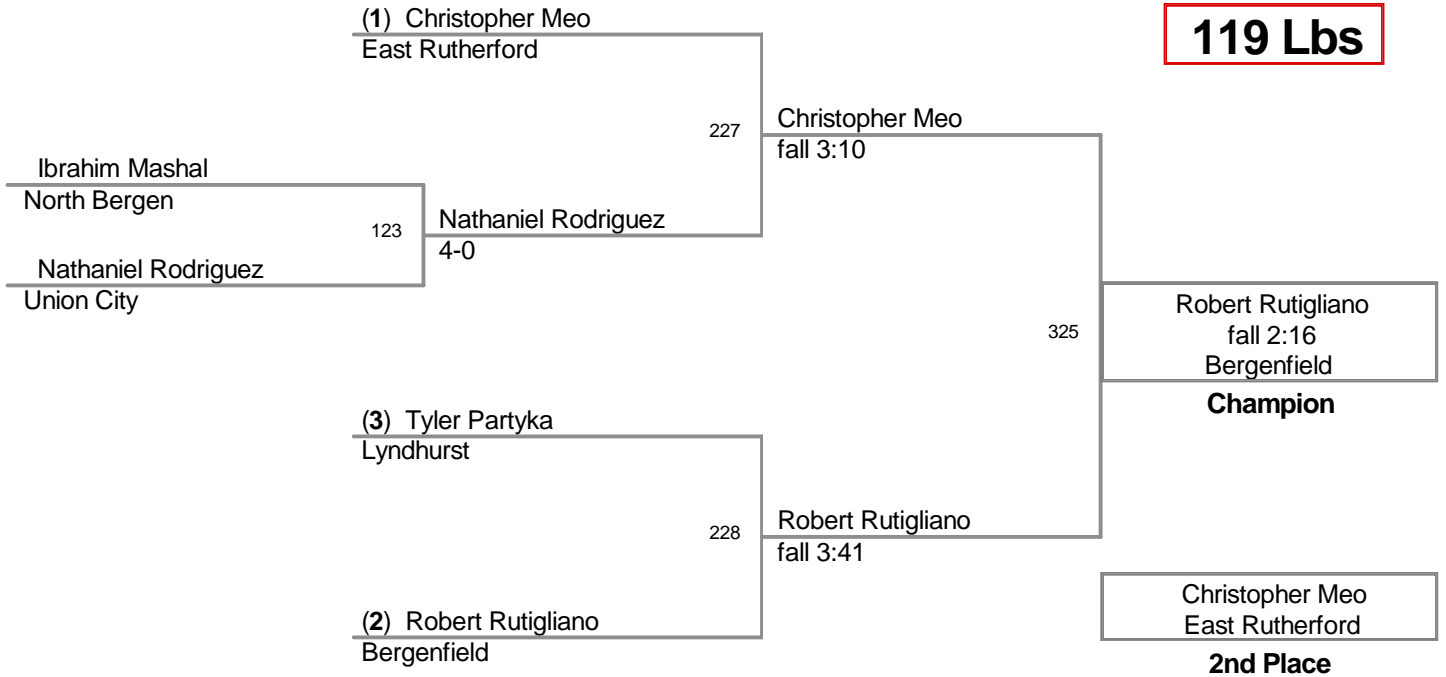 (1) Christopher Meo
East Rutherford
119 Lbs
227
Christopher Meo
fall 3:10
Ibrahim Mashal
North Bergen
123
Nathaniel Rodriguez
4-0
Nathaniel Rodriguez
Union City
325
Robert Rutigliano
fall 2:16
Bergenfield
Champion
(3) Tyler Partyka
Lyndhurst
228
Robert Rutigliano
fall 3:41
(2) Robert Rutigliano
Bergenfield
Christopher Meo
East Rutherford
2nd Place